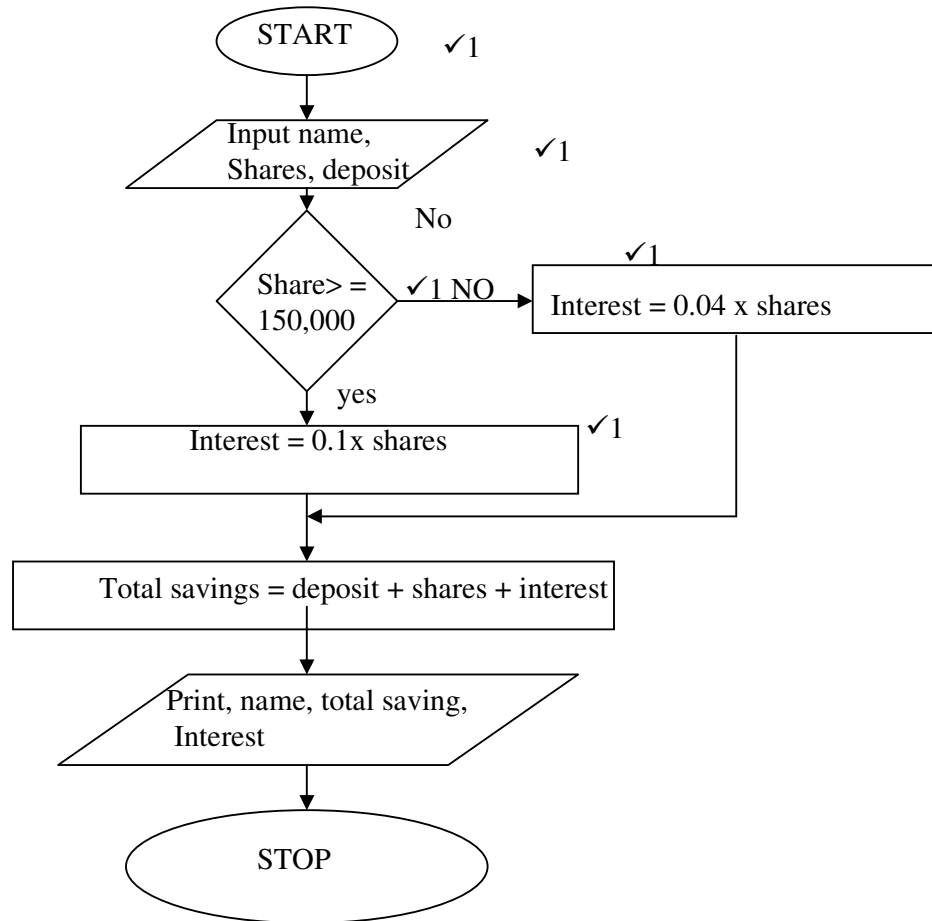 START
✓1
Input name,
Shares, deposit
✓1
No
Share> =
150,000
✓1 NO
✓1
Interest = 0.04 x shares
yes
Interest = 0.1x shares
✓1
Total savings = deposit + shares + interest
Print, name, total saving,
Interest
STOP